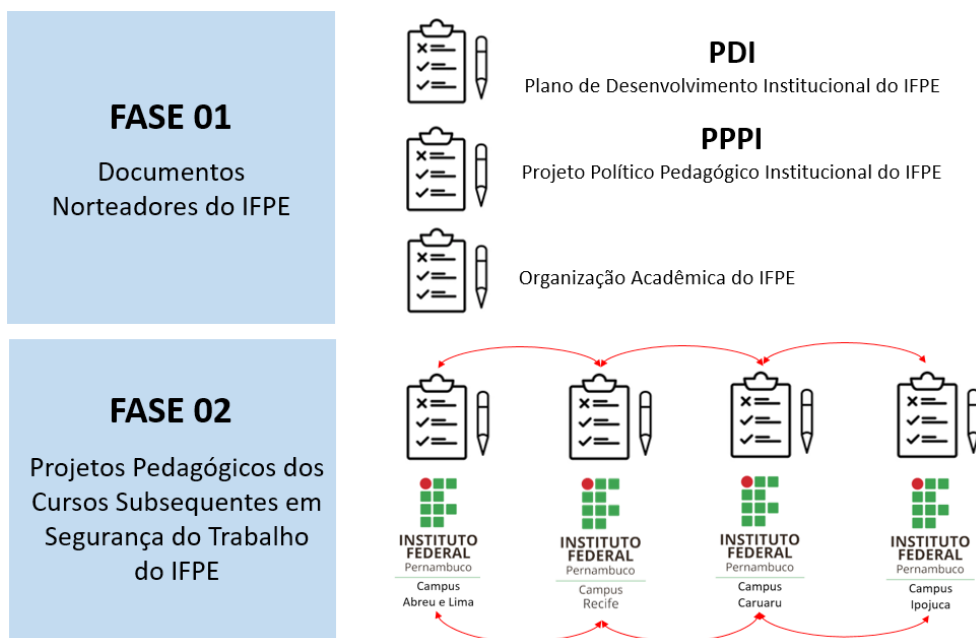 FASE 01
Documentos
Norteadores do IFPE
PDI
Plano de Desenvolvimento Institucional do IFPE
PPPI
Projeto Político Pedagógico Institucional do IFPE
Organização Acadêmica do IFPE
FASE 02
Projetos Pedagógicos dos
Cursos Subsequentes em
Segurança do Trabalho
do IFPE
INSTITUTO
FEDERAL
Pernambuco
Campus
Abreu e Lima
INSTITUTO
FEDERAL
Pernambuco
Campus
Recife
INSTITUTO
FEDERAL
Pernambuco
Campus
Caruaru
INSTITUTO
FEDERAL
Pernambuco
Campus
Ipojuca